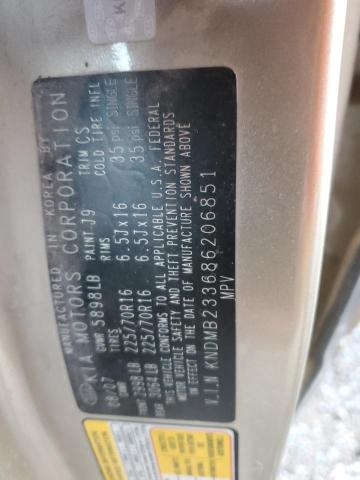 MANUFACTURED IN KOREA BY
KIA MOTORS CORPORATION
08/07 GVWR 5898LB PAINT J9 TRIM CS
GAWR TIRES RIMS COLD TIRE INFL
FRT 2998LB 225/70R16 6.5Jx16 35 psi SINGLE
REAR 3064LB 225/70R16 6.5Jx16 35 psi SINGLE
THIS VEHICLE CONFORMS TO ALL APPLICABLE U.S.A. FEDERAL
MOTOR VEHICLE SAFETY AND THEFT PREVENTION STANDARDS
IN EFFECT ON THE DATE OF MANUFACTURE SHOWN ABOVE
V.I.N KNDMB233686206851
MPV